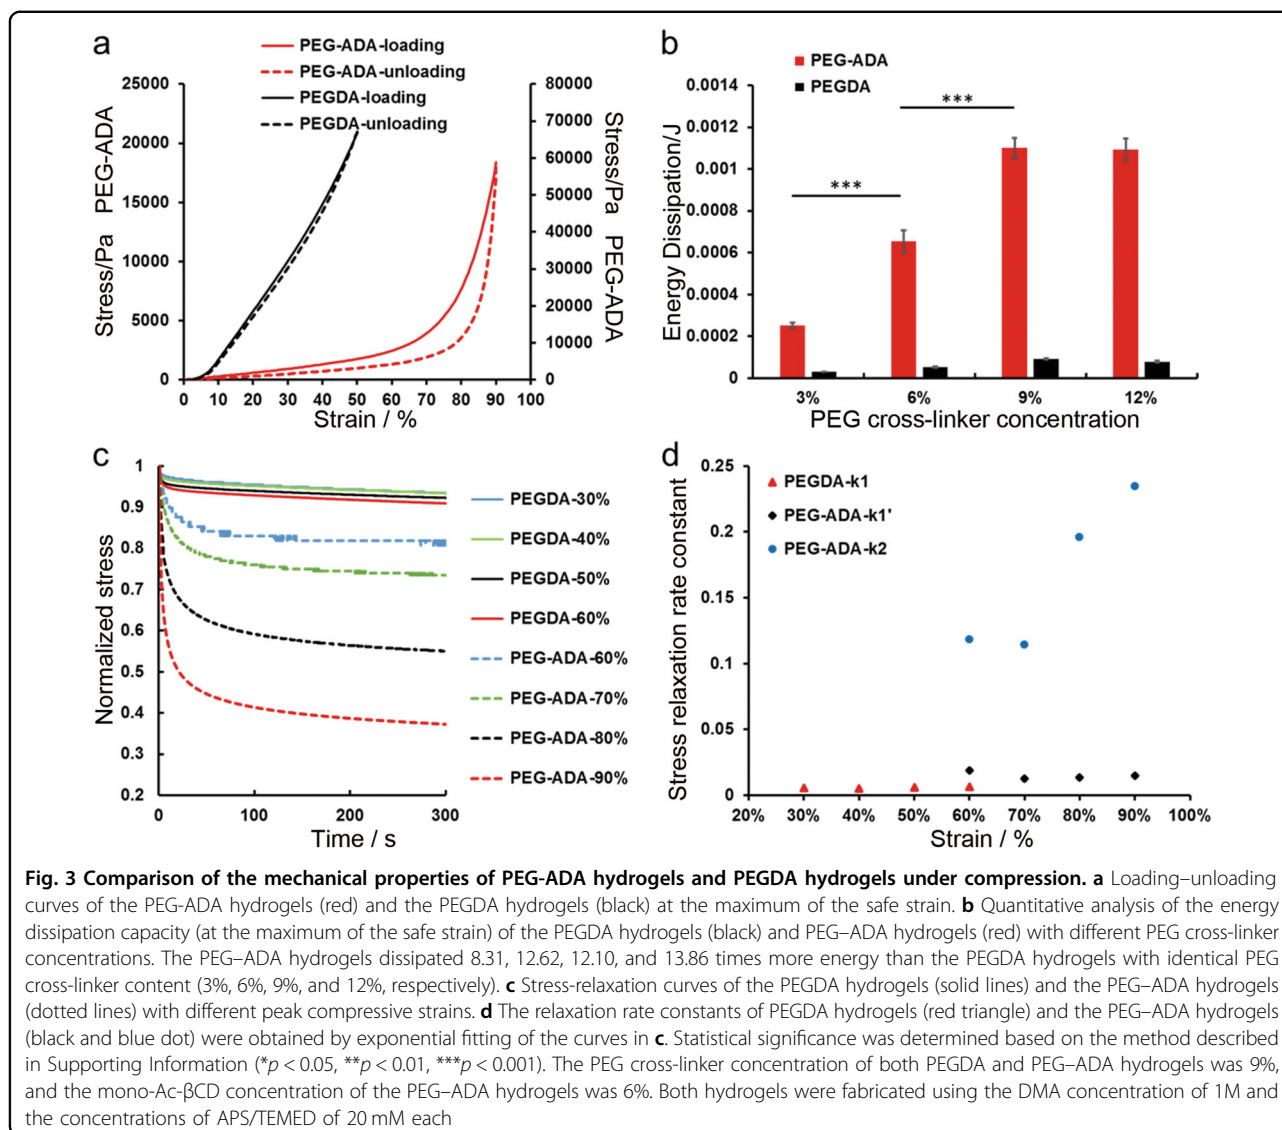 a
PEG-ADA-loading
PEG-ADA-unloading
PEGDA-loading
PEGDA-unloading
25000
20000
15000
10000
5000
0
Stress/Pa PEG-ADA
80000
70000
60000
50000
40000
30000
20000
10000
0
Stress/Pa PEG-ADA
0 10 20 30 40 50 60 70 80 90 100
Strain / %
b
PEG-ADA
PEGDA
0.0014
0.0012
0.001
0.0008
0.0006
0.0004
0.0002
0
Energy Dissipation/J
***
***
3% 6% 9% 12%
PEG cross-linker concentration
c
1
0.9
0.8
0.7
0.6
0.5
0.4
0.3
0.2
Normalized stress
0 100 200 300
Time / s
PEGDA-30%
PEGDA-40%
PEGDA-50%
PEGDA-60%
PEG-ADA-60%
PEG-ADA-70%
PEG-ADA-80%
PEG-ADA-90%
d
PEGDA-k1
PEG-ADA-k1'
PEG-ADA-k2
0.25
0.2
0.15
0.1
0.05
0
Stress relaxation rate constant
20% 30% 40% 50% 60% 70% 80% 90% 100%
Strain / %
Fig. 3 Comparison of the mechanical properties of PEG-ADA hydrogels and PEGDA hydrogels under compression. a Loading–unloading
curves of the PEG-ADA hydrogels (red) and the PEGDA hydrogels (black) at the maximum of the safe strain. b Quantitative analysis of the energy
dissipation capacity (at the maximum of the safe strain) of the PEGDA hydrogels (black) and PEG–ADA hydrogels (red) with different PEG cross-linker
concentrations. The PEG–ADA hydrogels dissipated 8.31, 12.62, 12.10, and 13.86 times more energy than the PEGDA hydrogels with identical PEG
cross-linker content (3%, 6%, 9%, and 12%, respectively). c Stress-relaxation curves of the PEGDA hydrogels (solid lines) and the PEG–ADA hydrogels
(dotted lines) with different peak compressive strains. d The relaxation rate constants of PEGDA hydrogels (red triangle) and the PEG–ADA hydrogels
(black and blue dot) were obtained by exponential fitting of the curves in c. Statistical significance was determined based on the method described
in Supporting Information (*p < 0.05, **p < 0.01, ***p < 0.001). The PEG cross-linker concentration of both PEGDA and PEG–ADA hydrogels was 9%,
and the mono-Ac-βCD concentration of the PEG–ADA hydrogels was 6%. Both hydrogels were fabricated using the DMA concentration of 1M and
the concentrations of APS/TEMED of 20 mM each